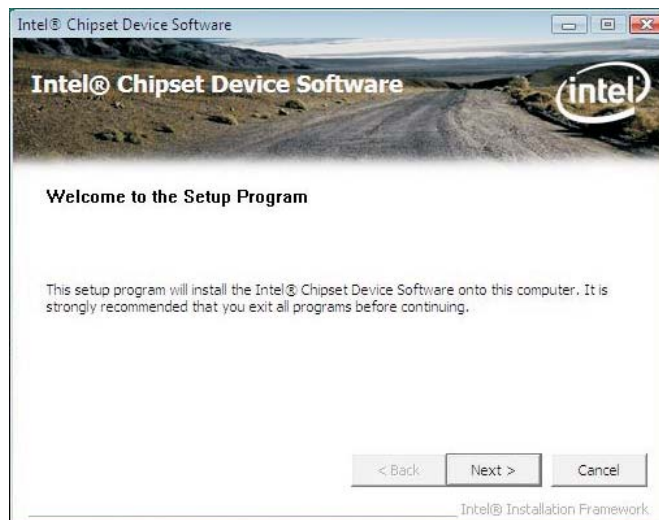 Intel® Chipset Device Software
Intel® Chipset Device Software
intel
Welcome to the Setup Program
This setup program will install the Intel® Chipset Device Software onto this computer. It is
strongly recommended that you exit all programs before continuing.
< Back
Next >
Cancel
Intel® Installation Framework